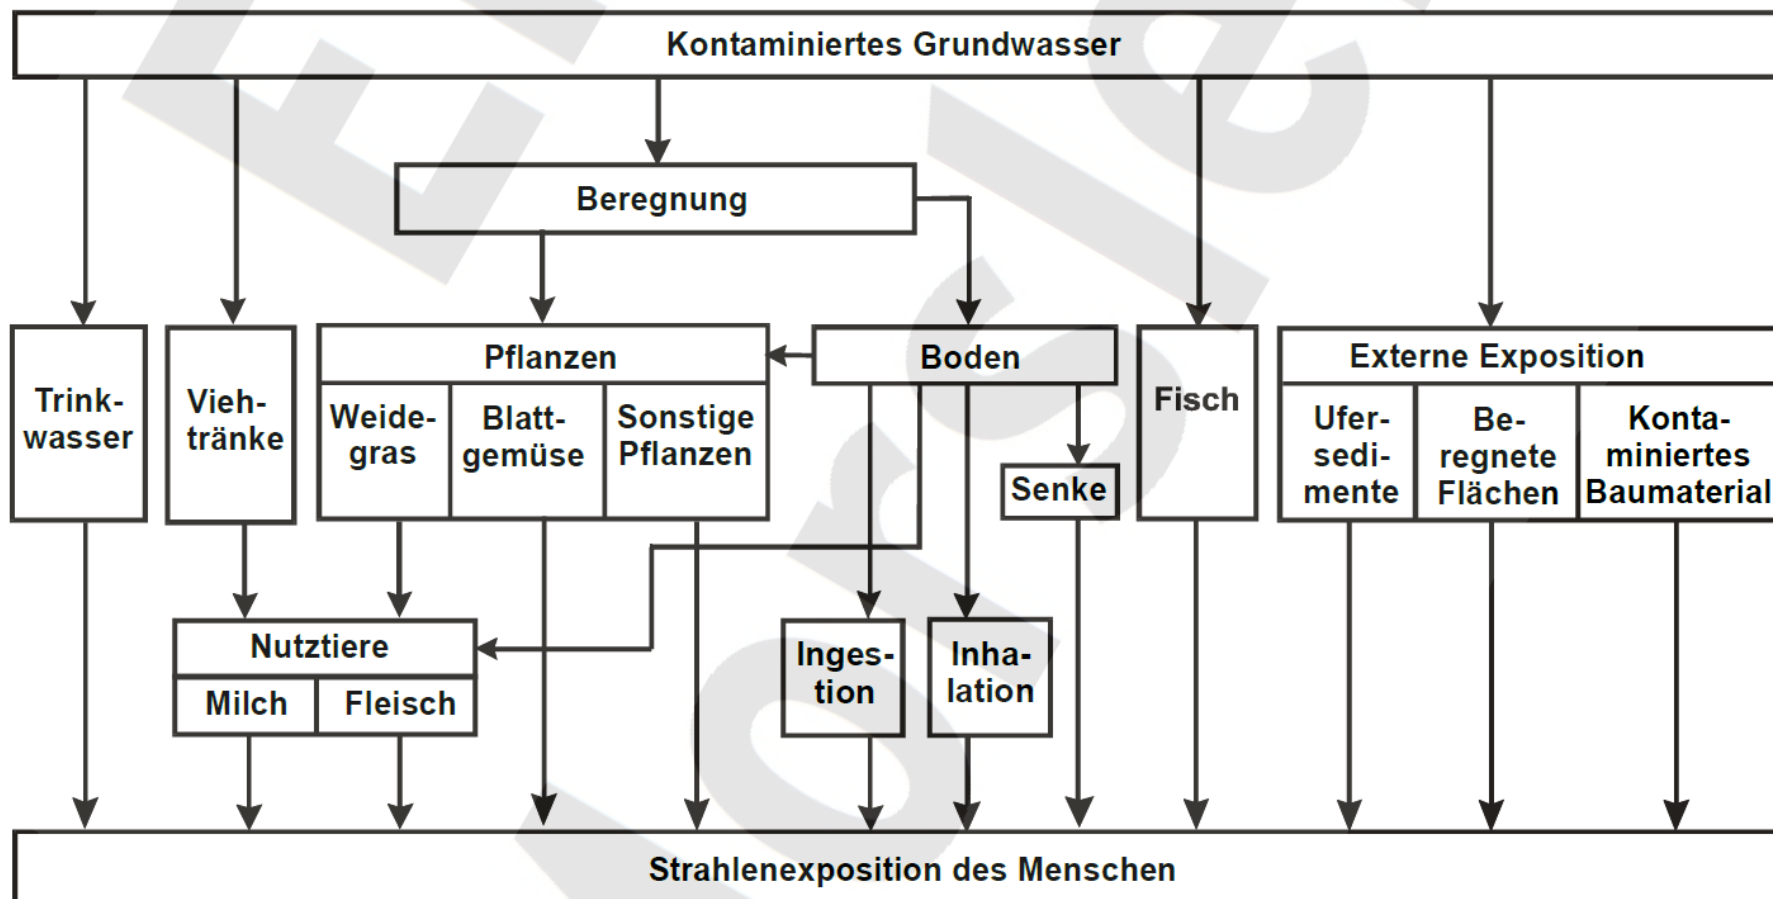 Kontaminiertes Grundwasser
Beregnung
Trink-
wasser
Vieh-
tränke
Pflanzen
Weide-
gras
Blatt-
gemüse
Sonstige
Pflanzen
Boden
Senke
Fisch
Externe Exposition
Ufer-
sedi-
mente
Be-
regnete
Flächen
Konta-
miniertes
Baumaterial
Nutztiere
Milch
Fleisch
Inges-
tion
Inha-
lation
Strahlenexposition des Menschen